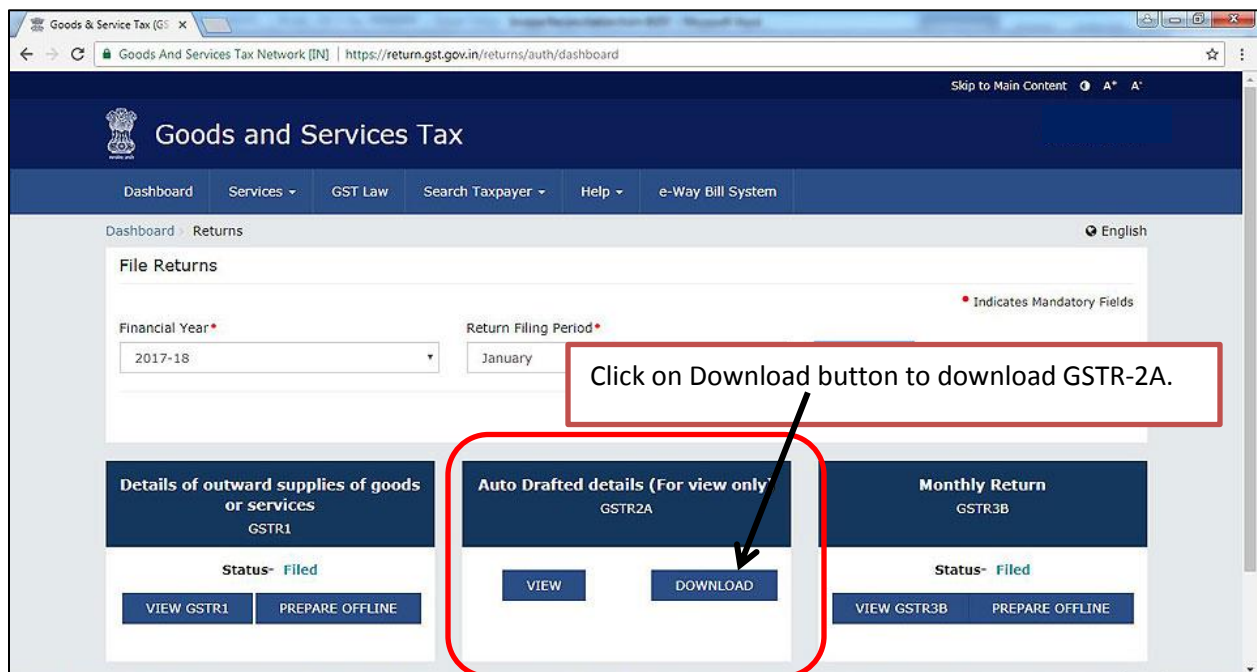 Goods & Service Tax (GS
Goods And Services Tax Network [IN] | https://return.gst.gov.in/returns/auth/dashboard
Skip to Main Content A+ A-
Goods and Services Tax
Dashboard Services GST Law Search Taxpayer Help e-Way Bill System
Dashboard > Returns English
File Returns
• Indicates Mandatory Fields
Financial Year• Return Filing Period•
2017-18 January
Click on Download button to download GSTR-2A.
Details of outward supplies of goods
or services
GSTR1
Status- Filed
VIEW GSTR1 PREPARE OFFLINE
Auto Drafted details (For view only)
GSTR2A
VIEW DOWNLOAD
Monthly Return
GSTR3B
Status- Filed
VIEW GSTR3B PREPARE OFFLINE